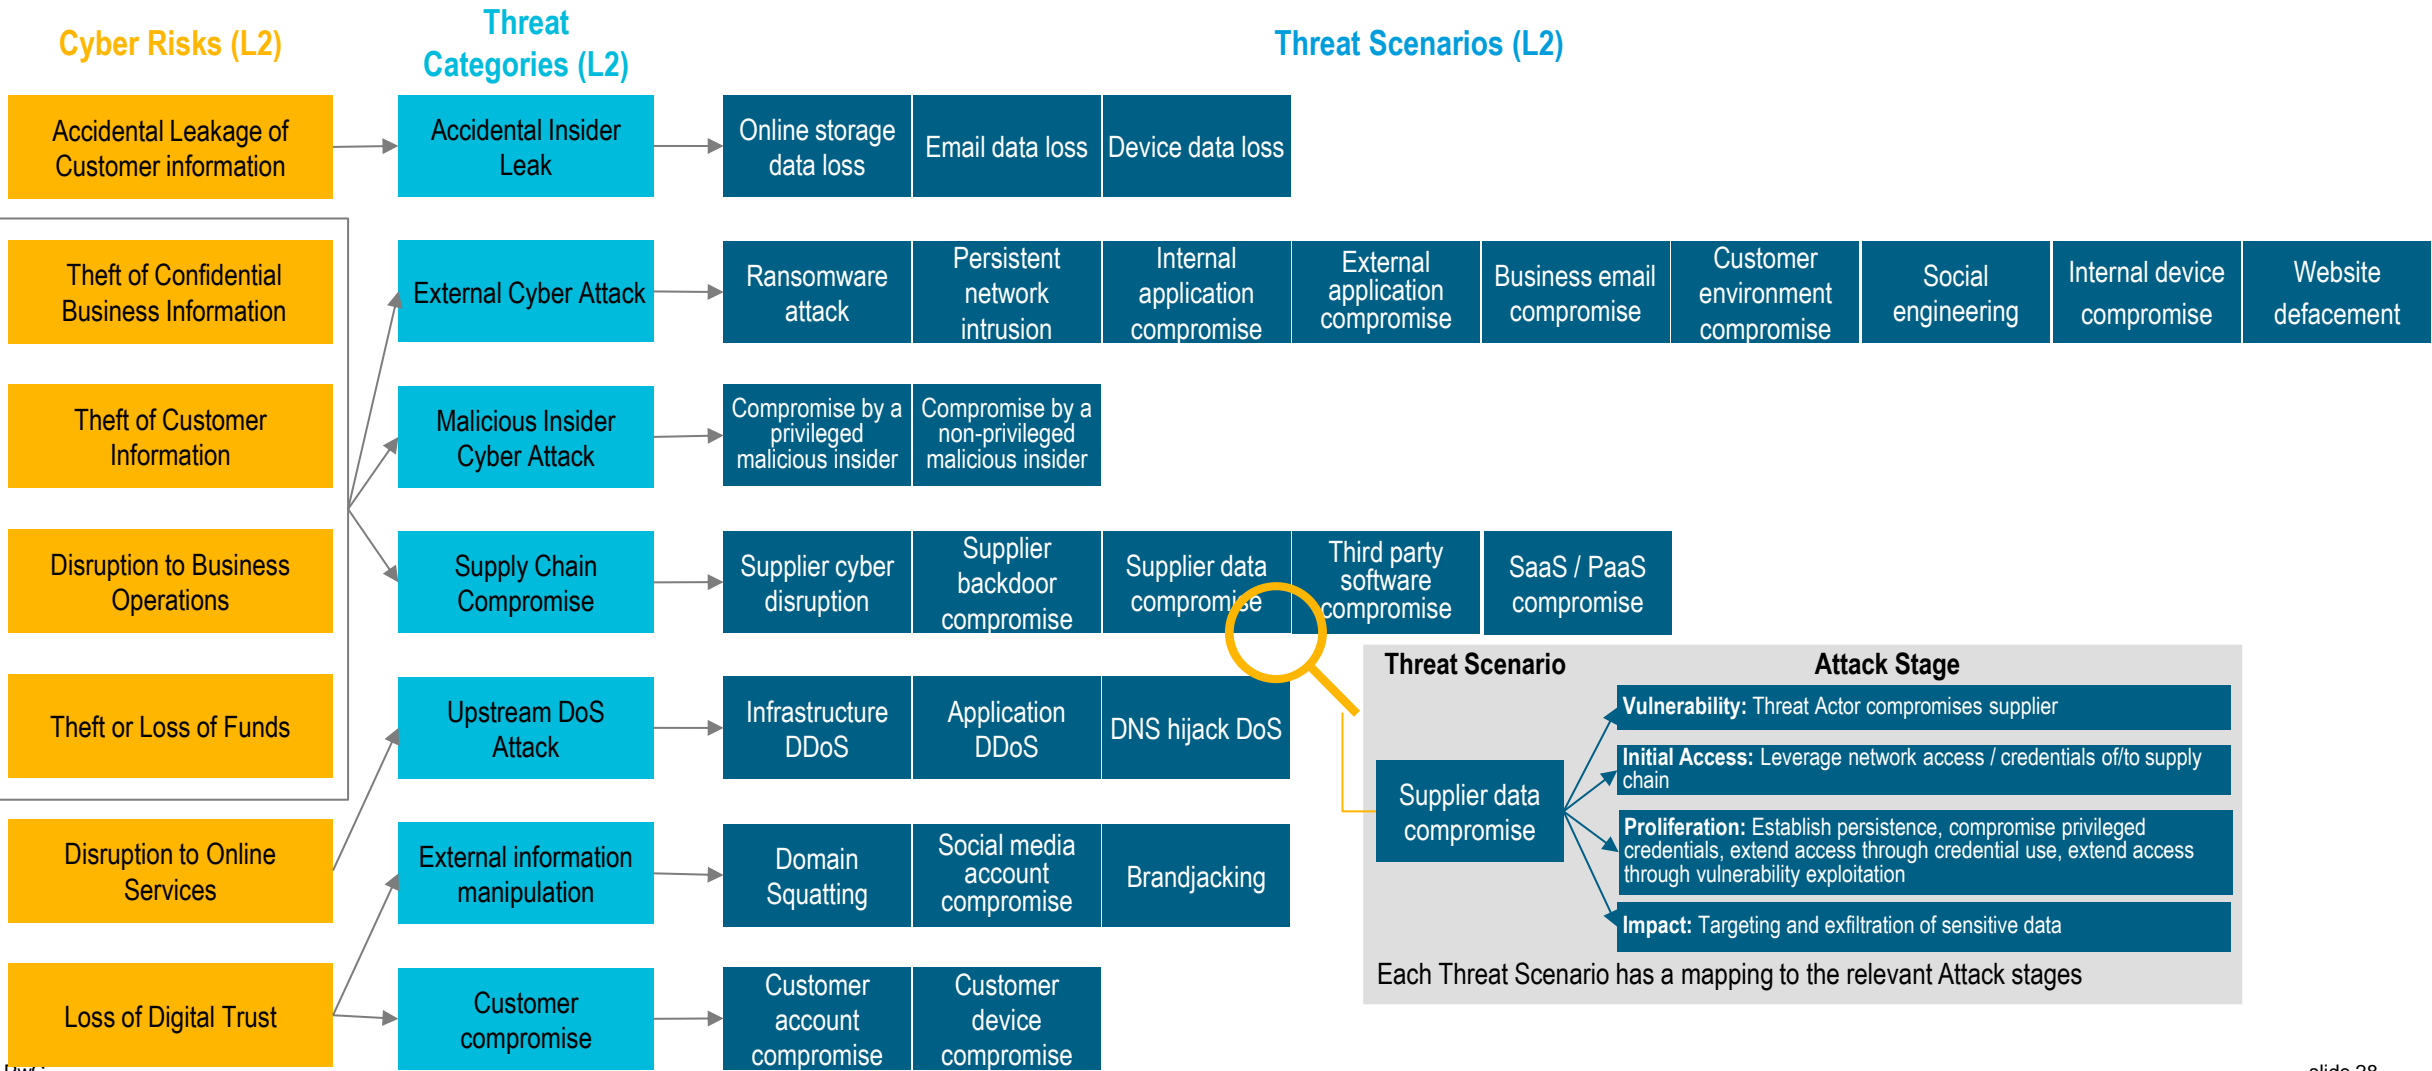 Cyber Risks (L2)
Threat
Categories (L2)
Threat Scenarios (L2)
Accidental Leakage of
Customer information
Accidental Insider
Leak
Online storage
data loss
Email data loss
Device data loss
Theft of Confidential
Business Information
External Cyber Attack
Ransomware
attack
Persistent
network
intrusion
Internal
application
compromise
External
application
compromise
Business email
compromise
Customer
environment
compromise
Social
engineering
Internal device
compromise
Website
defacement
Theft of Customer
Information
Malicious Insider
Cyber Attack
Compromise by a
privileged
malicious insider
Compromise by a
non-privileged
malicious insider
Disruption to Business
Operations
Supply Chain
Compromise
Supplier cyber
disruption
Supplier
backdoor
compromise
Supplier data
compromise
Third party
software
compromise
SaaS / PaaS
compromise
Theft or Loss of Funds
Upstream DoS
Attack
Infrastructure
DDoS
Application
DDoS
DNS hijack DoS
Disruption to Online
Services
External information
manipulation
Domain
Squatting
Social media
account
compromise
Brandjacking
Loss of Digital Trust
Customer
compromise
Customer
account
compromise
Customer
device
compromise
Threat Scenario
Attack Stage
Supplier data
compromise
Vulnerability: Threat Actor compromises supplier
Initial Access: Leverage network access / credentials of/to supply
chain
Proliferation: Establish persistence, compromise privileged
credentials, extend access through credential use, extend access
through vulnerability exploitation
Impact: Targeting and exfiltration of sensitive data
Each Threat Scenario has a mapping to the relevant Attack stages
slide 28